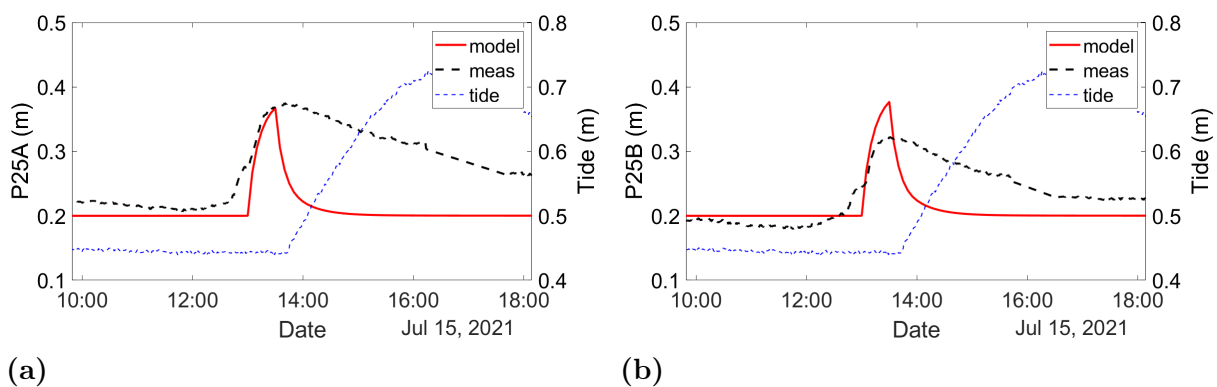 0.5
0.4
0.3
0.2
0.1
P25A (m)
0.8
0.7
0.6
0.5
0.4
Tide (m)
model
meas
tide
10:00 12:00 14:00 16:00 18:00
Date
Jul 15, 2021
(a)
0.5
0.4
0.3
0.2
0.1
P25B (m)
0.8
0.7
0.6
0.5
0.4
Tide (m)
model
meas
tide
10:00 12:00 14:00 16:00 18:00
Date
Jul 15, 2021
(b)